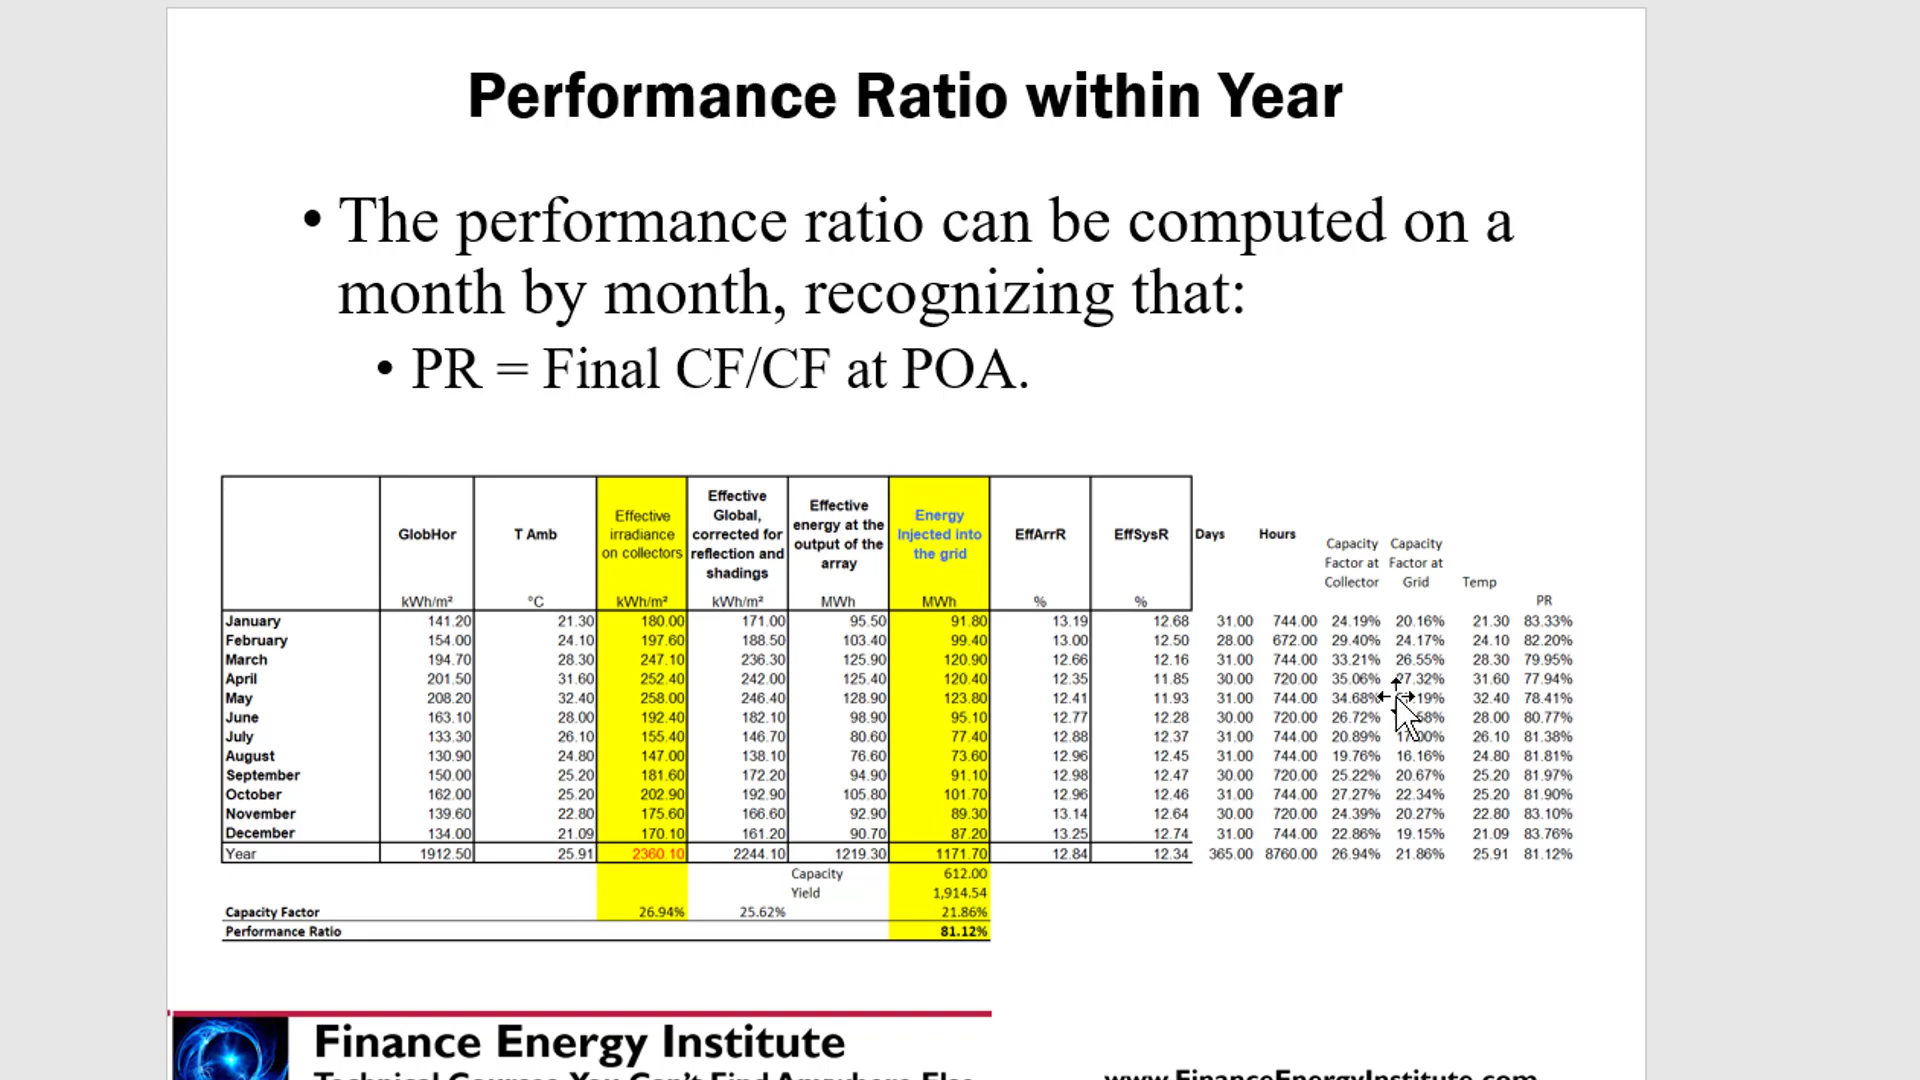 Performance Ratio within Year
• The performance ratio can be computed on a
month by month, recognizing that:
• PR = Final CF/CF at POA.
GlobHor T Amb Effective irradiance on collectors Effective Global, corrected for reflection and shadings Effective energy at the output of the array Energy Injected into the grid EffArrR EffSysR Days Hours Capacity Factor at Collector Capacity Factor at Grid Temp PR
kWh/m² °C kWh/m² kWh/m² MWh MWh % %
January 141.20 21.30 180.00 171.00 95.50 91.80 13.19 12.68 31.00 744.00 24.19% 20.16% 21.30 83.33%
February 154.00 24.10 197.60 188.50 103.40 99.40 13.00 12.50 28.00 672.00 29.40% 24.17% 24.10 82.20%
March 194.70 28.30 247.10 236.30 125.90 120.90 12.66 12.16 31.00 744.00 33.21% 26.55% 28.30 79.95%
April 201.50 31.60 252.40 242.00 125.40 120.40 12.35 11.85 30.00 720.00 35.06% 27.32% 31.60 77.94%
May 208.20 32.40 258.00 246.40 128.90 123.80 12.41 11.93 31.00 744.00 34.68% 32.40 78.41%
June 163.10 28.00 192.40 182.10 98.90 95.10 12.77 12.28 30.00 720.00 26.72% 28.00 80.77%
July 133.30 26.10 155.40 146.70 80.60 77.40 12.88 12.37 31.00 744.00 20.89% 26.10 81.38%
August 130.90 24.80 147.00 138.10 76.60 73.60 12.96 12.45 31.00 744.00 19.76% 16.16% 24.80 81.81%
September 150.00 25.20 181.60 172.20 94.90 91.10 12.98 12.47 30.00 720.00 25.22% 20.67% 25.20 81.97%
October 162.00 25.20 202.90 192.90 105.80 101.70 12.96 12.46 31.00 744.00 27.27% 22.34% 25.20 81.90%
November 139.60 22.80 175.60 166.60 92.90 89.30 13.14 12.64 30.00 720.00 24.39% 20.27% 22.80 83.10%
December 134.00 21.09 170.10 161.20 90.70 87.20 13.25 12.74 31.00 744.00 22.86% 19.15% 21.09 83.76%
Year 1912.50 25.91 2360.10 2244.10 1219.30 1171.70 12.84 12.34 365.00 8760.00 26.94% 21.86% 25.91 81.12%
Capacity 612.00
Yield 1,914.54
Capacity Factor 26.94% 25.62% 21.86%
Performance Ratio 81.12%
Finance Energy Institute
Technical Courses You Can't Find Anywhere Else
www.FinanceEnergyInstitute.com